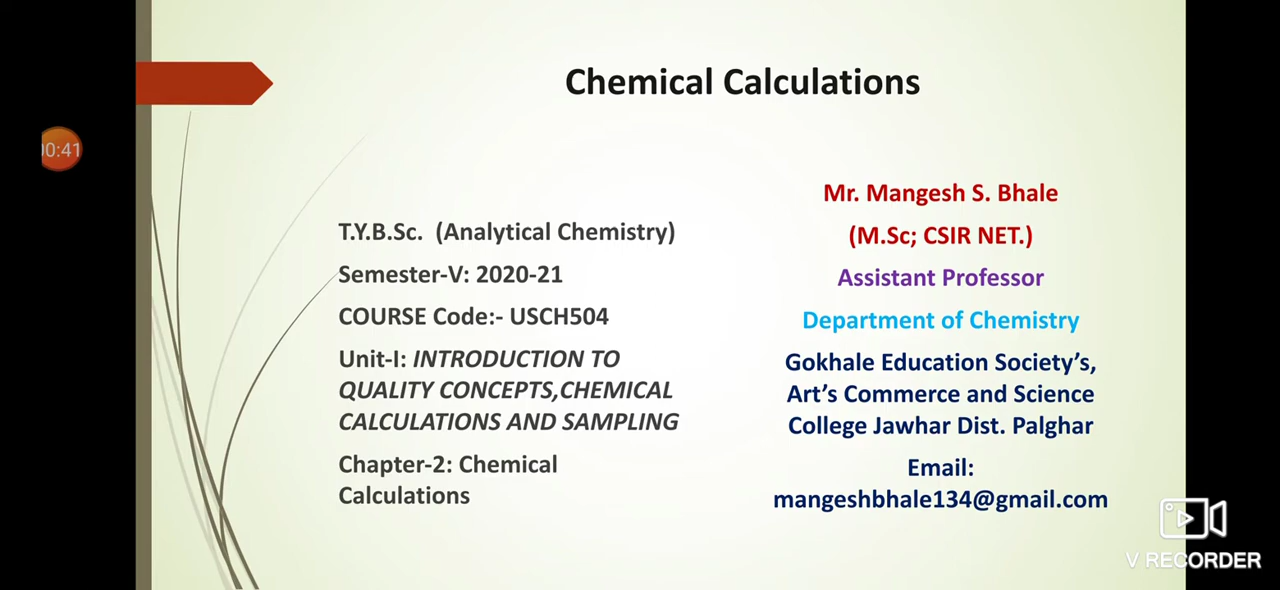 Chemical Calculations
00:41
T.Y.B.Sc. (Analytical Chemistry)
Semester-V: 2020-21
COURSE Code:- USCH504
Unit-I: INTRODUCTION TO
QUALITY CONCEPTS,CHEMICAL
CALCULATIONS AND SAMPLING
Chapter-2: Chemical
Calculations
Mr. Mangesh S. Bhale
(M.Sc; CSIR NET.)
Assistant Professor
Department of Chemistry
Gokhale Education Society’s,
Art’s Commerce and Science
College Jawhar Dist. Palghar
Email:
mangeshbhale134@gmail.com
V RECORDER